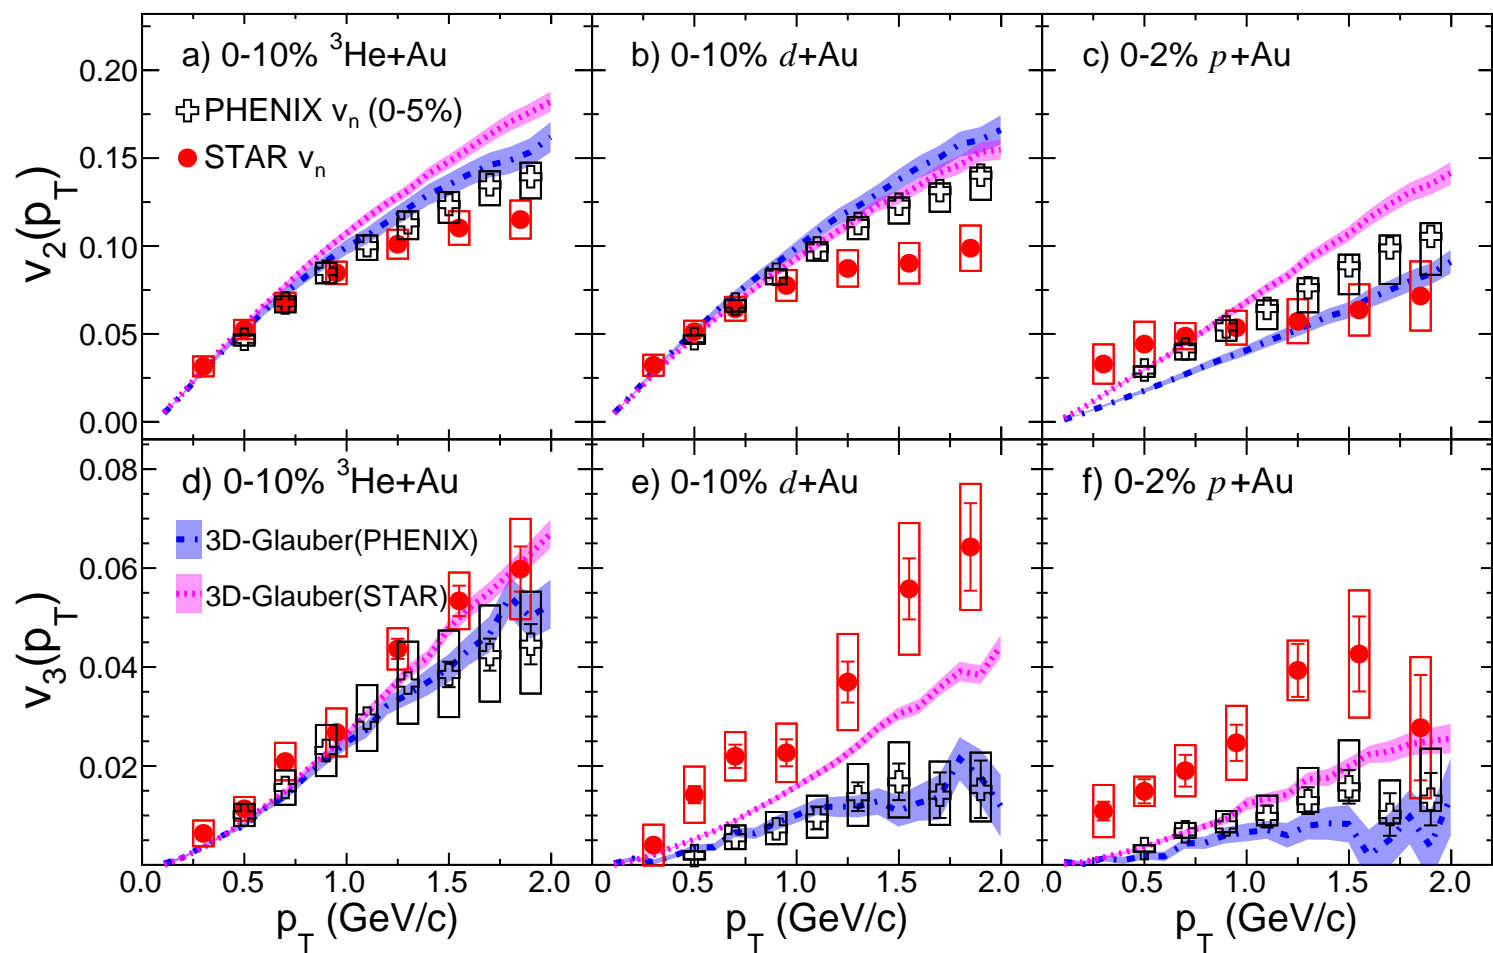 a) 0-10% ³He+Au
b) 0-10% d+Au
c) 0-2% p+Au
PHENIX vₙ (0-5%)
STAR vₙ
0.20
0.15
0.10
0.05
0.00
v₂(p_T)
d) 0-10% ³He+Au
e) 0-10% d+Au
f) 0-2% p+Au
3D-Glauber(PHENIX)
3D-Glauber(STAR)
0.08
0.06
0.04
0.02
v₃(p_T)
0.0 0.5 1.0 1.5 2.0
0 0.5 1.0 1.5 2.0
.0 0.5 1.0 1.5 2.0
p_T (GeV/c)
p_T (GeV/c)
p_T (GeV/c)